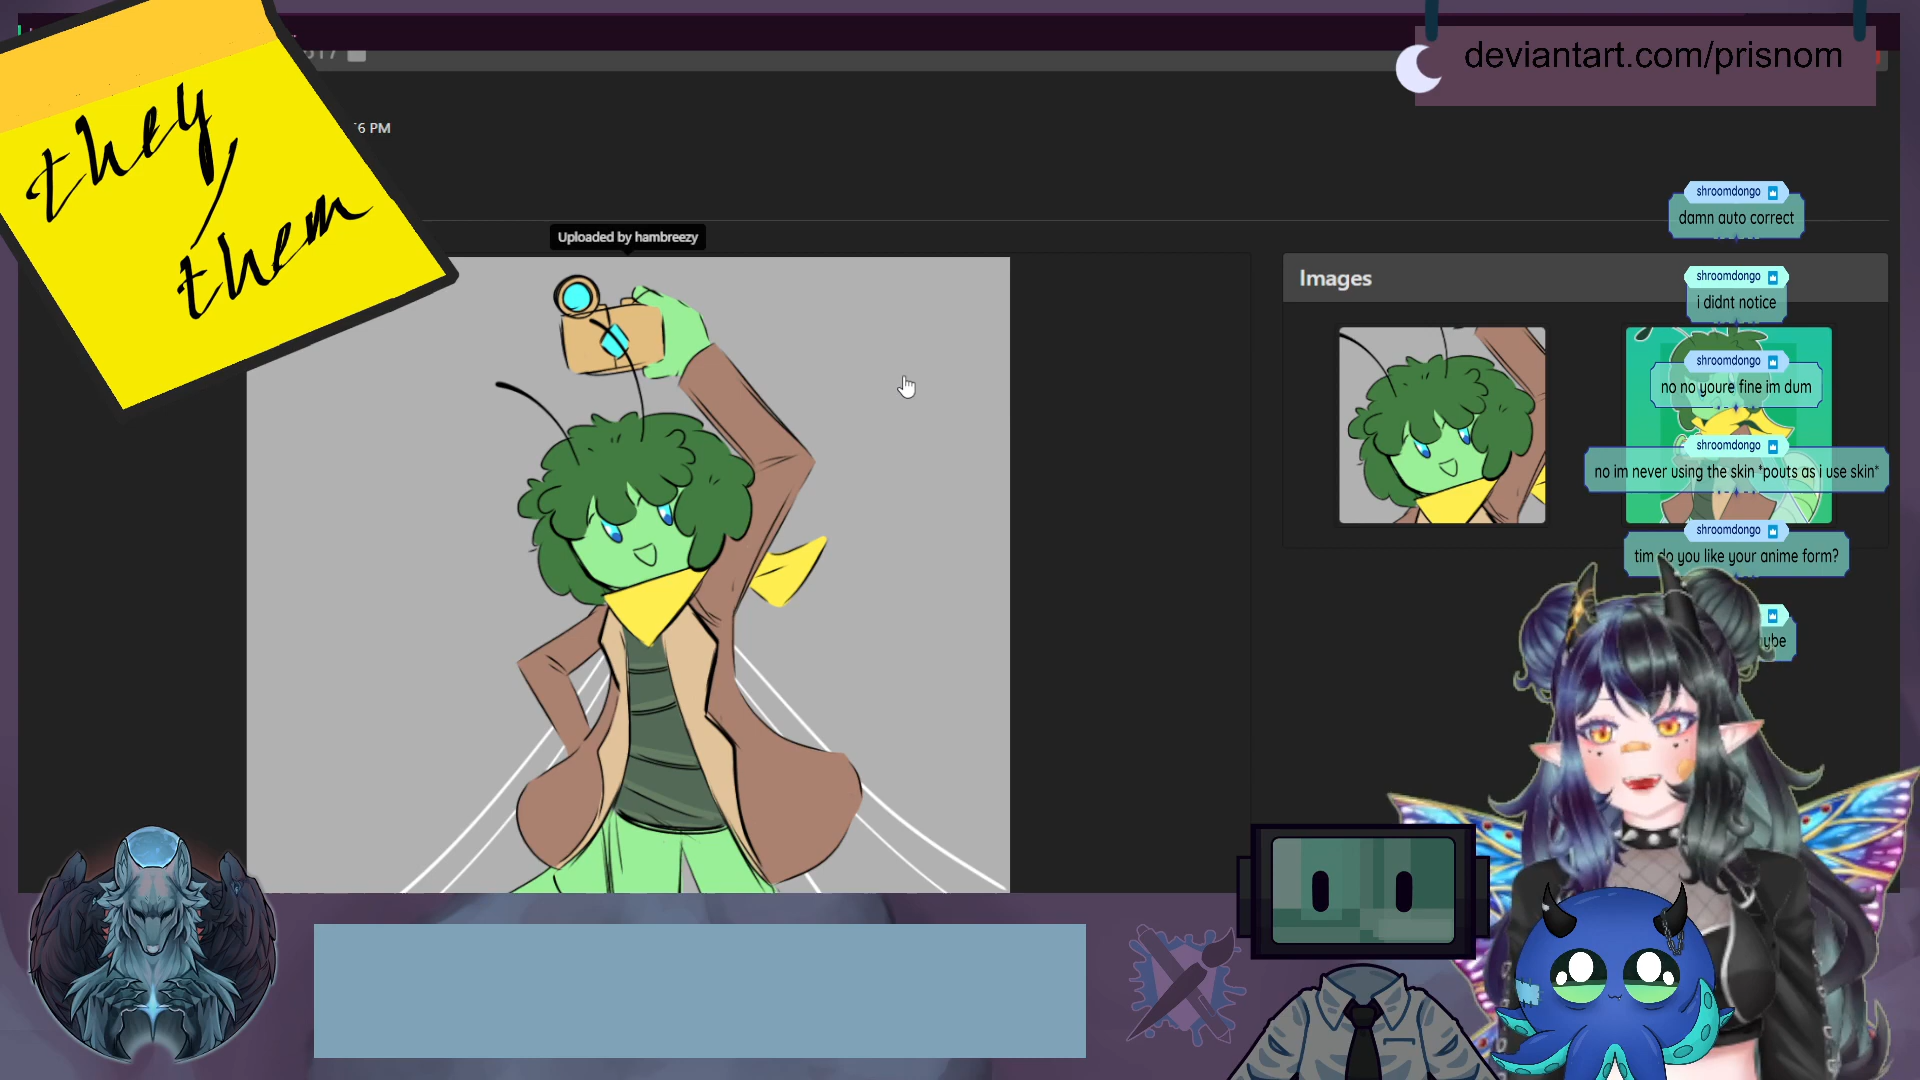 they
/
them
6 PM
deviantart.com/prisnom
Uploaded by hambreezy
Images
shroomdongo
damn auto correct
shroomdongo
i didnt notice
shroomdongo
no no youre fine im dum
shroomdongo
no im never using the skin *pouts as i use skin*
shroomdongo
tim do you like your anime form?